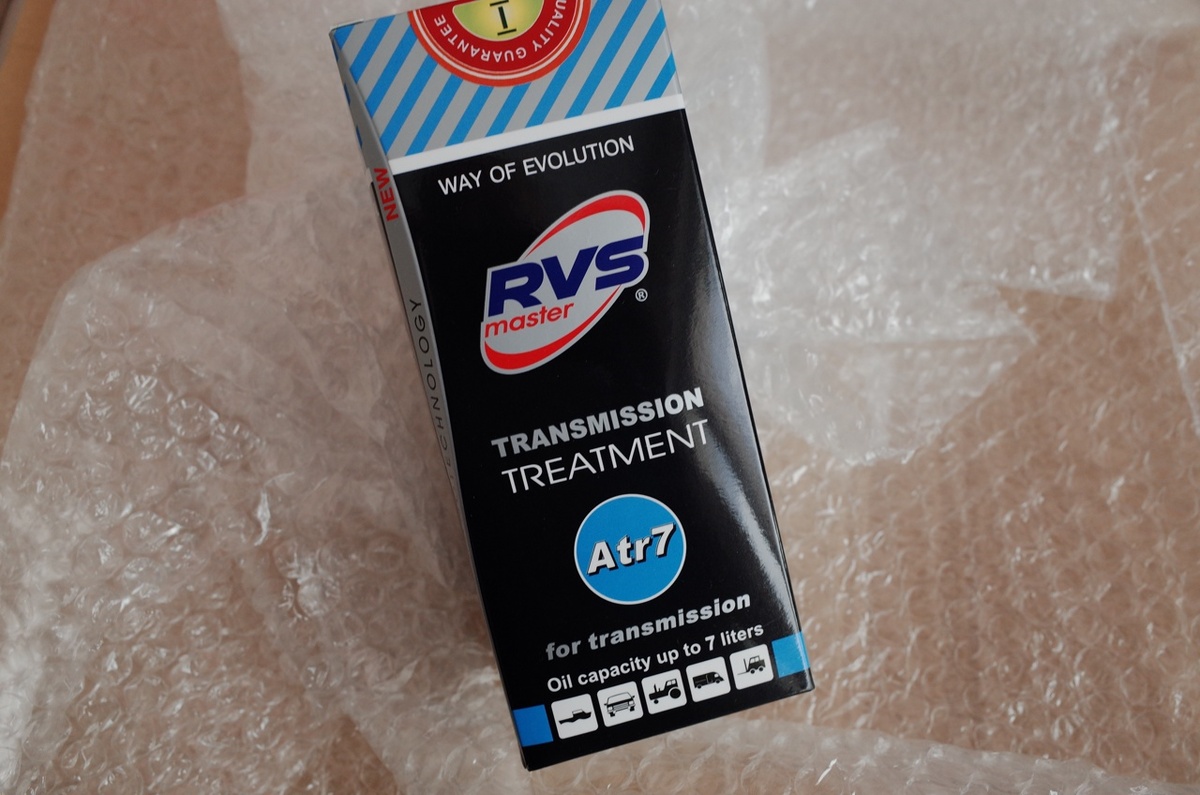 QUALITY GUARANTEE
WAY OF EVOLUTION
NEW
RVS
master
®
TRANSMISSION
TREATMENT
Atr7
for transmission
Oil capacity up to 7 liters